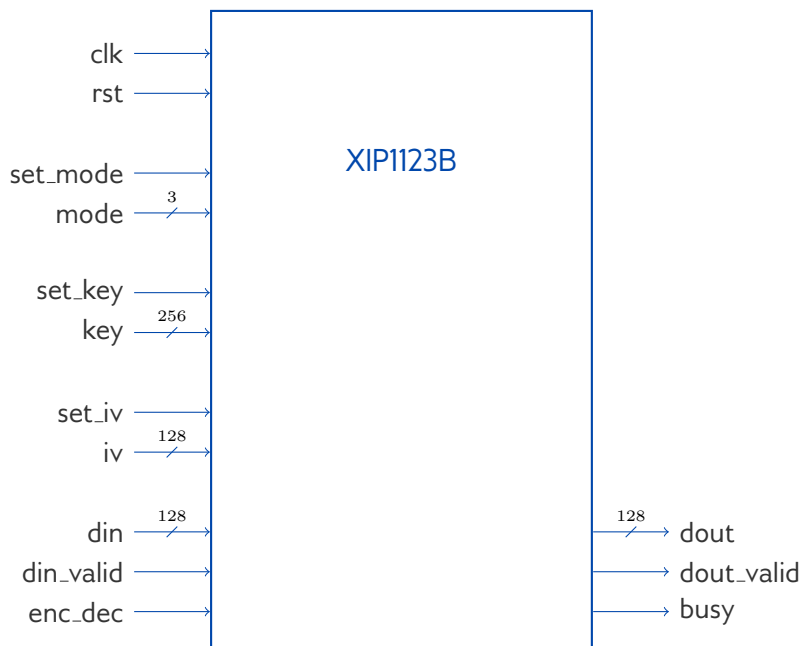 clk
rst
XIP1123B
set_mode
3
mode
set_key
256
key
set_iv
128
iv
128
din
128
dout
din_valid
dout_valid
enc_dec
busy